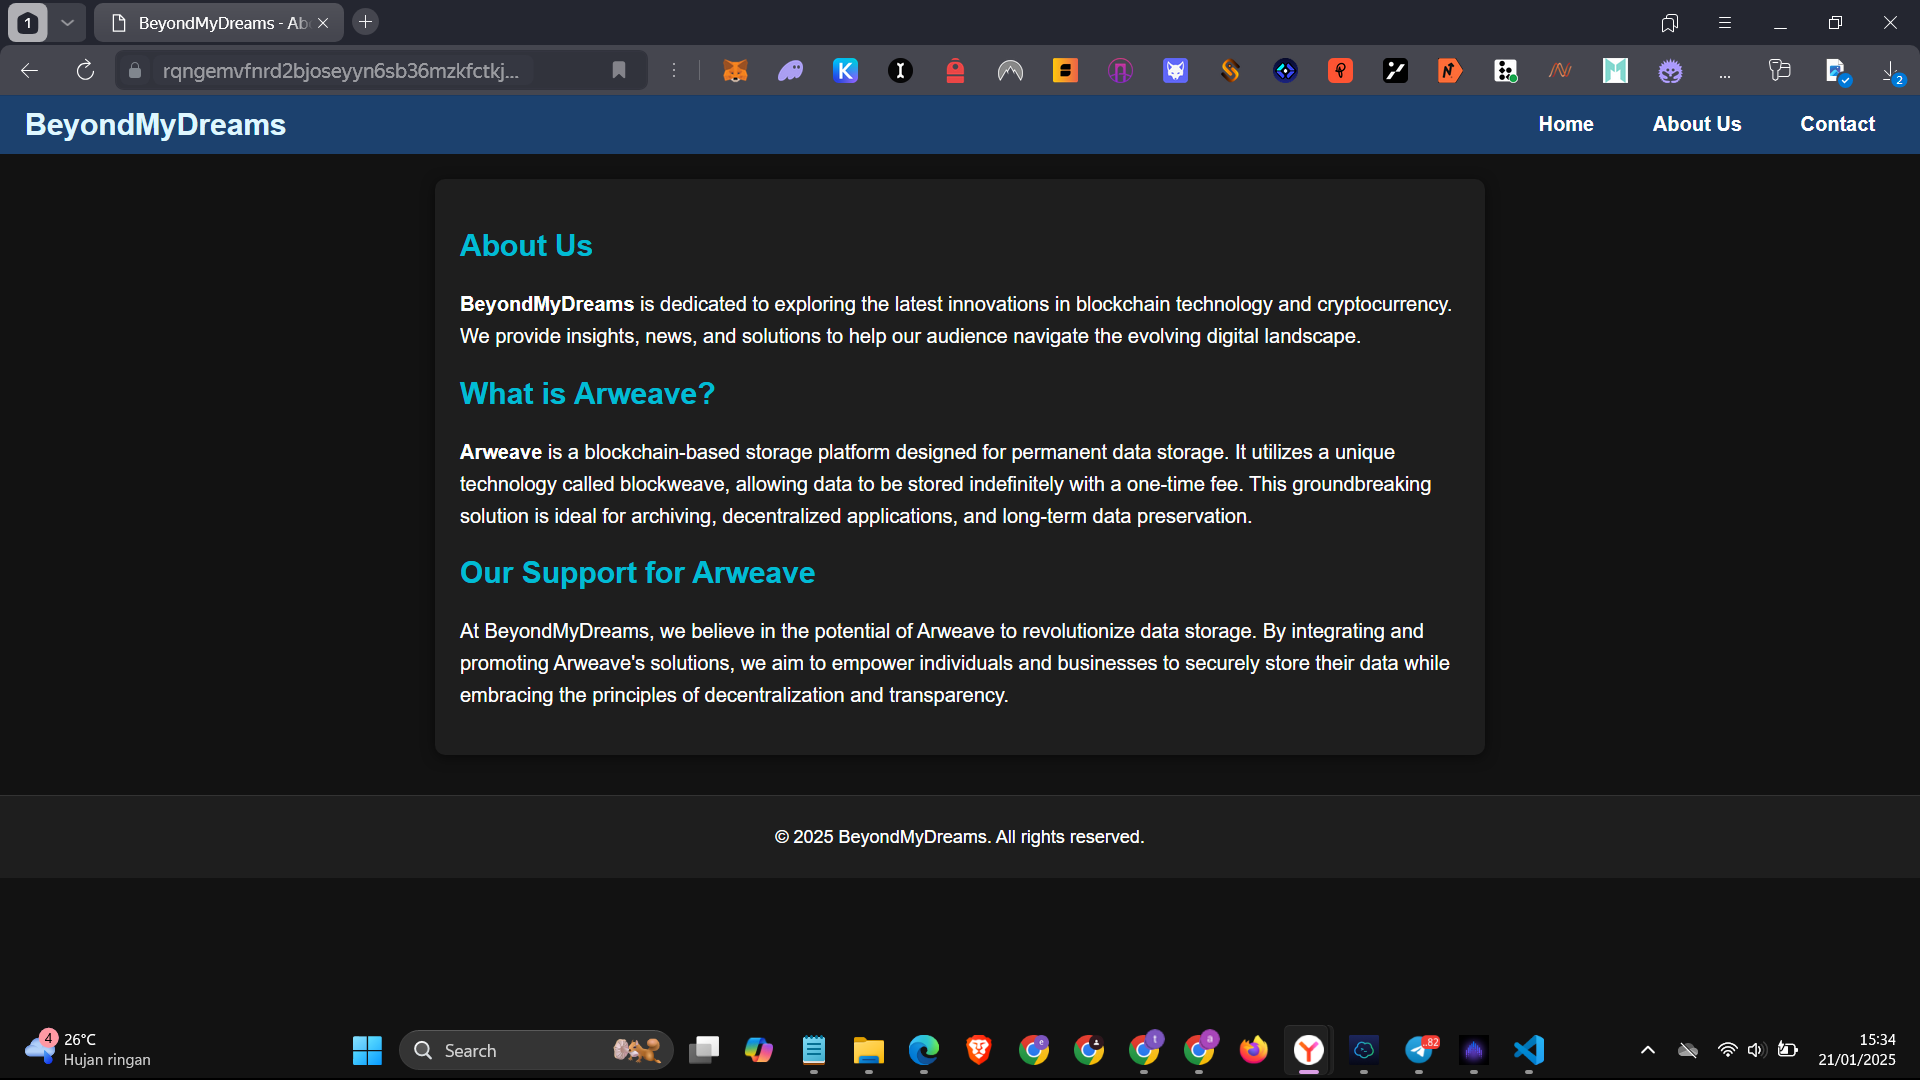 1
BeyondMyDreams - Ab
rqngemvfnrd2bjoseyyn6sb36mzkfctkj...
2
BeyondMyDreams
Home
About Us
Contact
About Us
BeyondMyDreams is dedicated to exploring the latest innovations in blockchain technology and cryptocurrency.
We provide insights, news, and solutions to help our audience navigate the evolving digital landscape.
What is Arweave?
Arweave is a blockchain-based storage platform designed for permanent data storage. It utilizes a unique
technology called blockweave, allowing data to be stored indefinitely with a one-time fee. This groundbreaking
solution is ideal for archiving, decentralized applications, and long-term data preservation.
Our Support for Arweave
At BeyondMyDreams, we believe in the potential of Arweave to revolutionize data storage. By integrating and
promoting Arweave's solutions, we aim to empower individuals and businesses to securely store their data while
embracing the principles of decentralization and transparency.
© 2025 BeyondMyDreams. All rights reserved.
4
26°C
Hujan ringan
Search
e
t
a
..82
15:34
21/01/2025